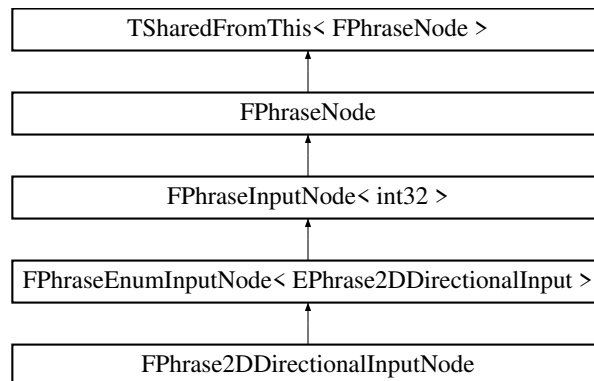 TSharedFromThis< FPhraseNode >
FPhraseNode
FPhraseInputNode< int32 >
FPhraseEnumInputNode< EPhrase2DDirectionalInput >
FPhrase2DDirectionalInputNode